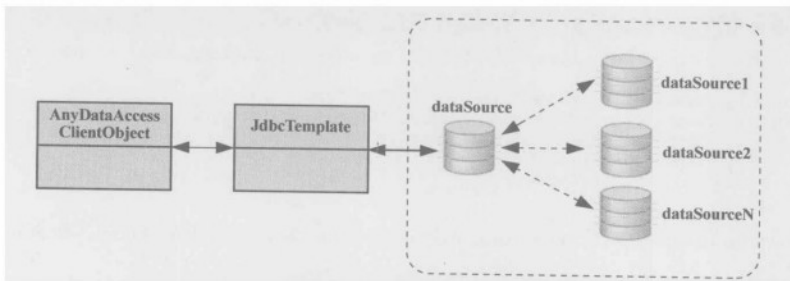 AnyDataAccess
ClientObject
JdbcTemplate
dataSource
dataSource1
dataSource2
dataSourceN